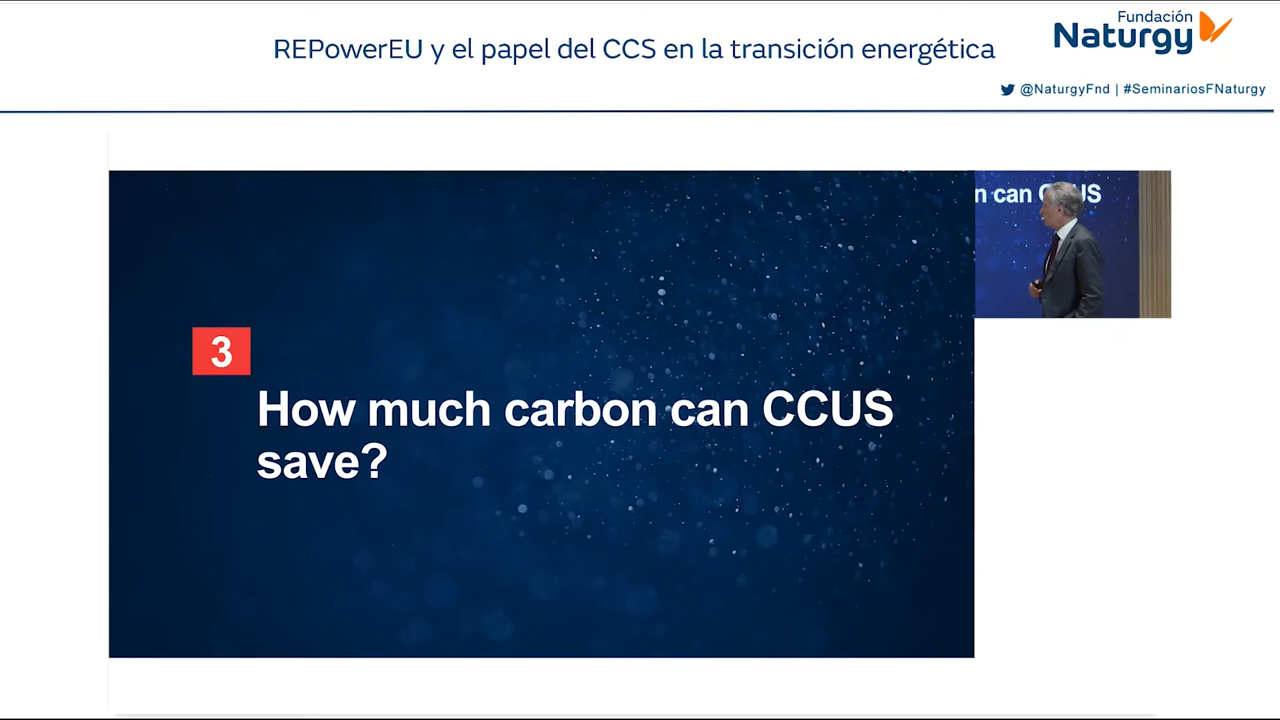 REPowerEU y el papel del CCS en la transición energética
Fundación
Naturgy
@NaturgyFnd | #SeminariosFNaturgy
n can C US
3
How much carbon can CCUS
save?